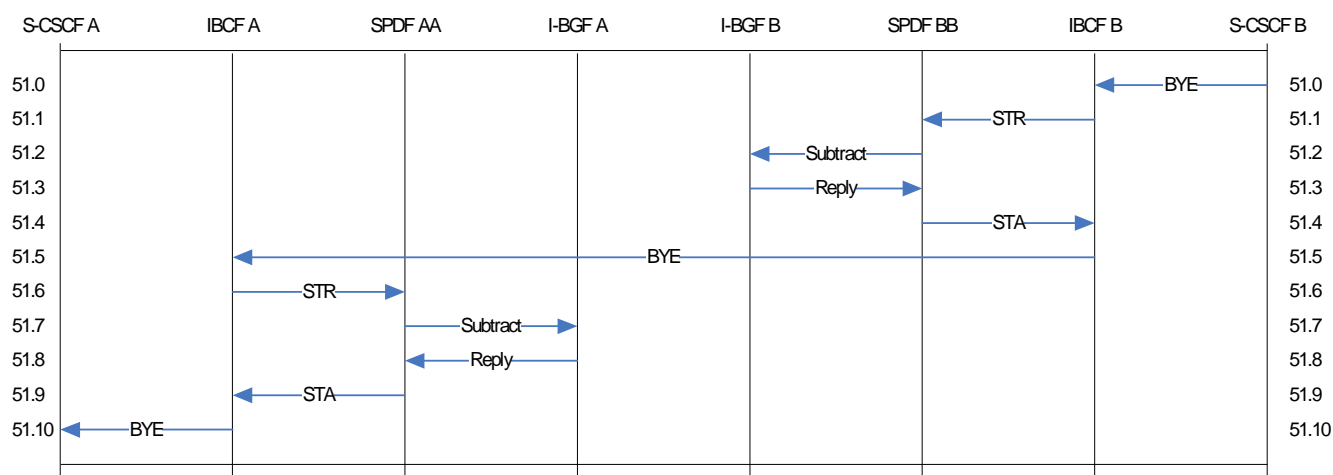 S-CSCF A IBCF A SPDF AA I-BGF A I-BGF B SPDF BB IBCF B S-CSCF B
51.0 BYE 51.0
51.1 STR 51.1
51.2 Subtract 51.2
51.3 Reply 51.3
51.4 STA 51.4
51.5 BYE 51.5
51.6 STR 51.6
51.7 Subtract 51.7
51.8 Reply 51.8
51.9 STA 51.9
51.10 BYE 51.10